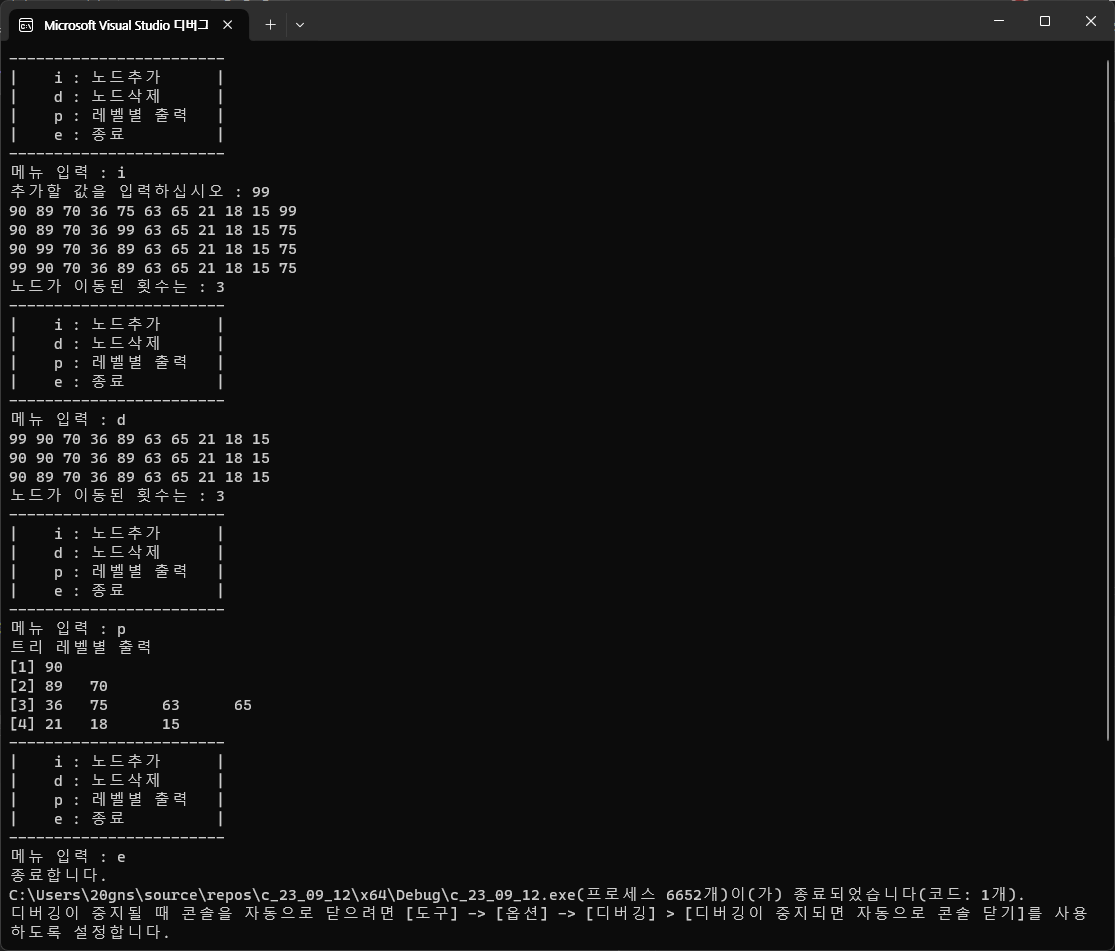 Microsoft Visual Studio 디버그
------------------------
|    i : 노드추가      |
|    d : 노드삭제      |
|    p : 레벨별 출력   |
|    e : 종료          |
------------------------
메뉴 입력 : i
추가할 값을 입력하십시오 : 99
90 89 70 36 75 63 65 21 18 15 99
90 89 70 36 99 63 65 21 18 15 75
90 99 70 36 89 63 65 21 18 15 75
99 90 70 36 89 63 65 21 18 15 75
노드가 이동된 횟수는 : 3
------------------------
|    i : 노드추가      |
|    d : 노드삭제      |
|    p : 레벨별 출력   |
|    e : 종료          |
------------------------
메뉴 입력 : d
99 90 70 36 89 63 65 21 18 15
90 90 70 36 89 63 65 21 18 15
90 89 70 36 89 63 65 21 18 15
노드가 이동된 횟수는 : 3
------------------------
|    i : 노드추가      |
|    d : 노드삭제      |
|    p : 레벨별 출력   |
|    e : 종료          |
------------------------
메뉴 입력 : p
트리 레벨별 출력
[1] 90
[2] 89   70
[3] 36   75      63      65
[4] 21   18      15
------------------------
|    i : 노드추가      |
|    d : 노드삭제      |
|    p : 레벨별 출력   |
|    e : 종료          |
------------------------
메뉴 입력 : e
종료합니다.
C:\Users\20gns\source\repos\c_23_09_12\x64\Debug\c_23_09_12.exe(프로세스 6652개)이(가) 종료되었습니다(코드: 1개).
디버깅이 중지될 때 콘솔을 자동으로 닫으려면 [도구] -> [옵션] -> [디버깅] > [디버깅이 중지되면 자동으로 콘솔 닫기]를 사용
하도록 설정합니다.